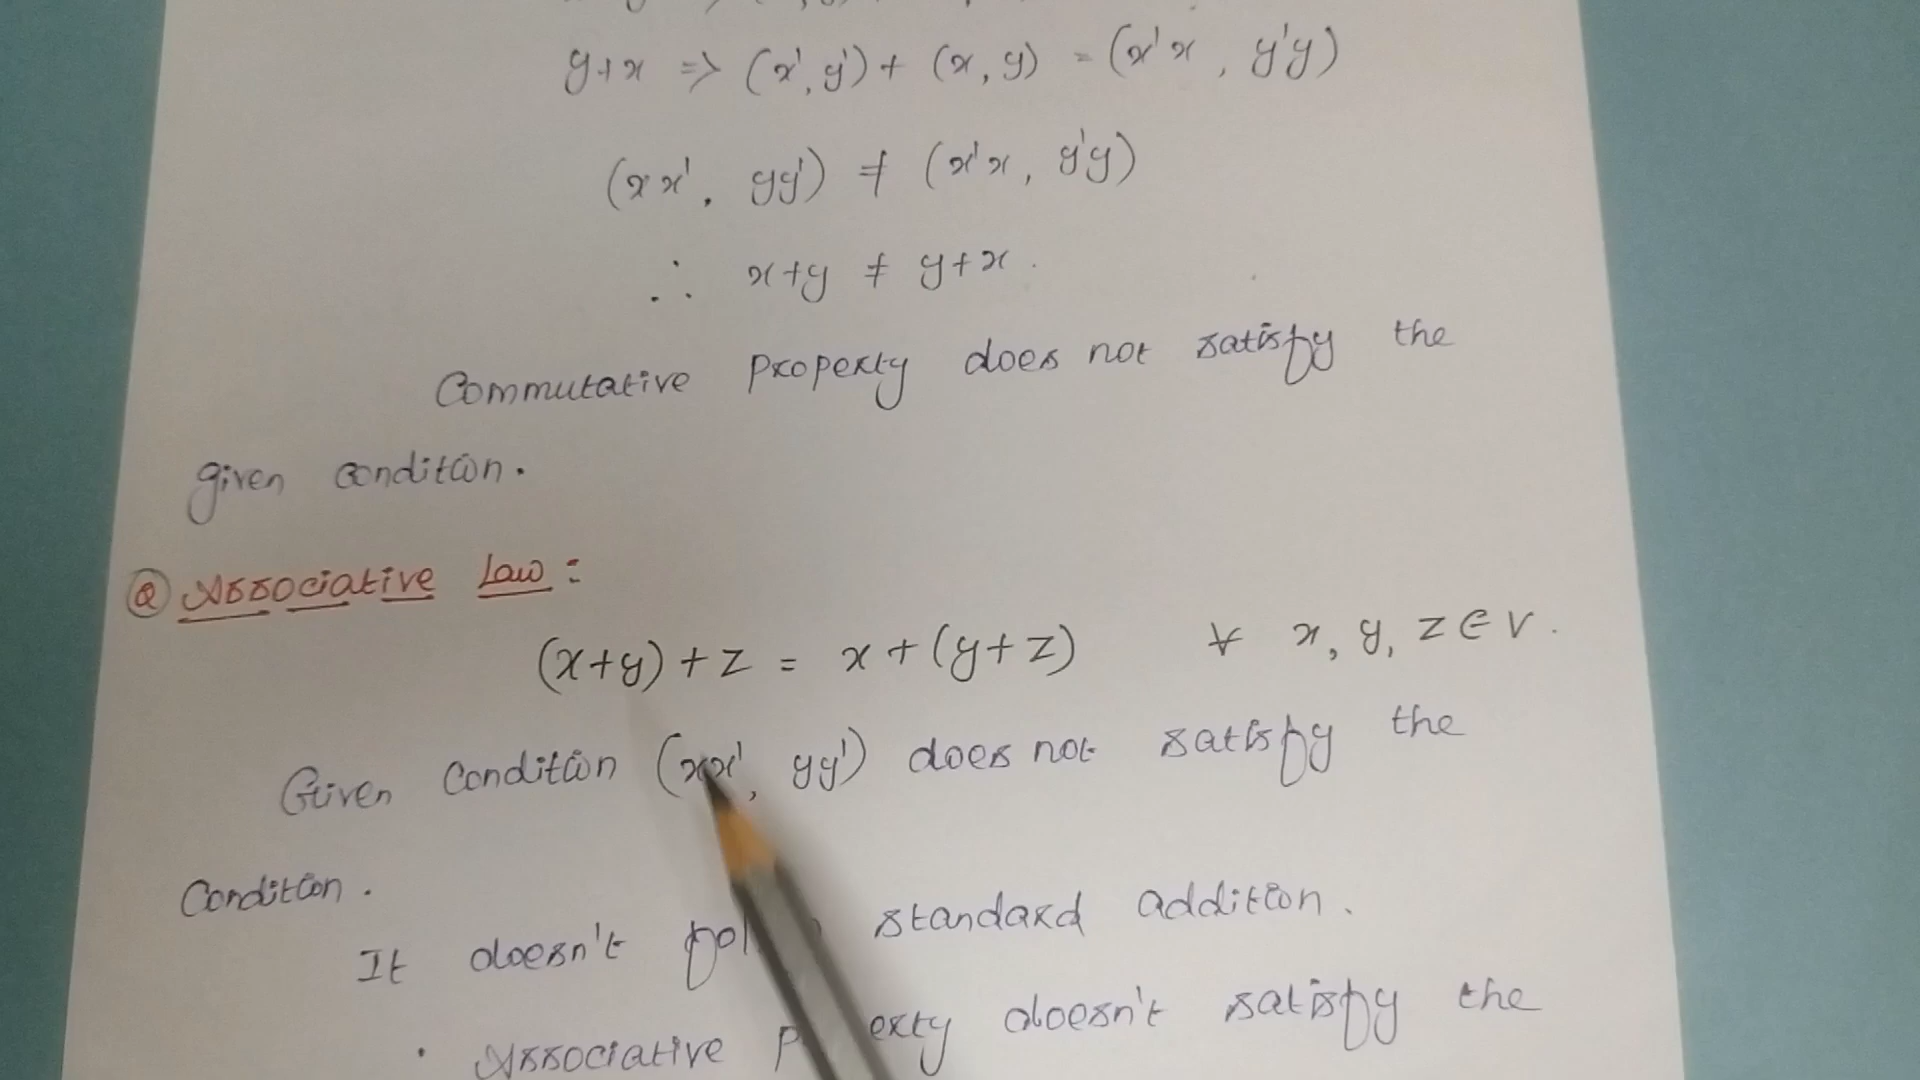 y+x => (x', y') + (x, y) = (x'x, y'y)
(xx', yy') ≠ (x'x, y'y)
∴ x+y ≠ y+x.
Commutative Property does not satisfy the
given condition.
② Associative Law:
(x+y)+z = x+(y+z) ∀ x, y, z ∈ V.
Given Condition (xx', yy') does not satisfy the
Condition.
It doesn't standard addition.
Associative doesn't satisfy the